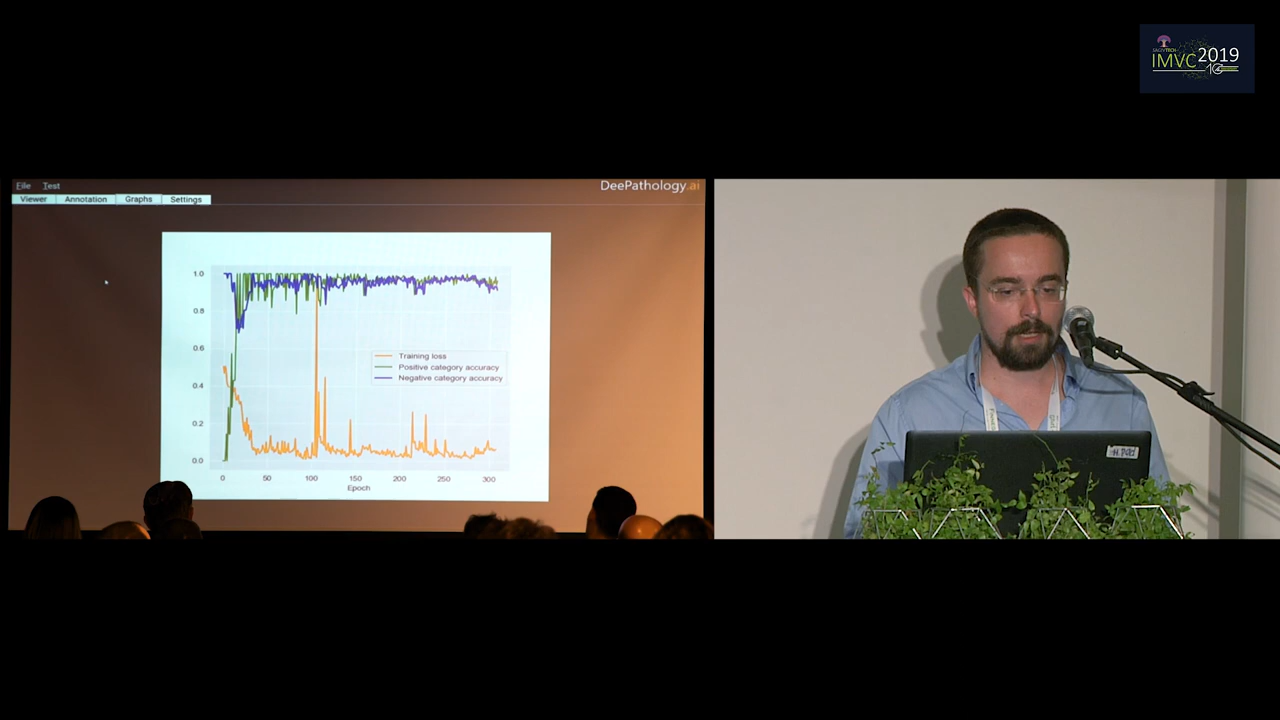 SAGIVTECH
IMVC 2019
10
File Test
DeePathology.ai
Viewer Annotation Graphs Settings
1.0
0.8
0.6
0.4
0.2
0.0
Training loss
Positive category accuracy
Negative category accuracy
0 50 100 150 200 250 300
Epoch